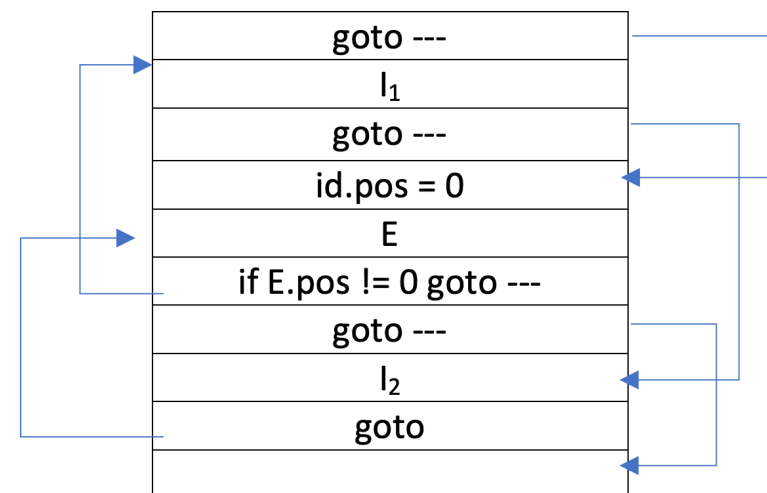 goto ---
I₁
goto ---
id.pos = 0
E
if E.pos != 0 goto ---
goto ---
I₂
goto